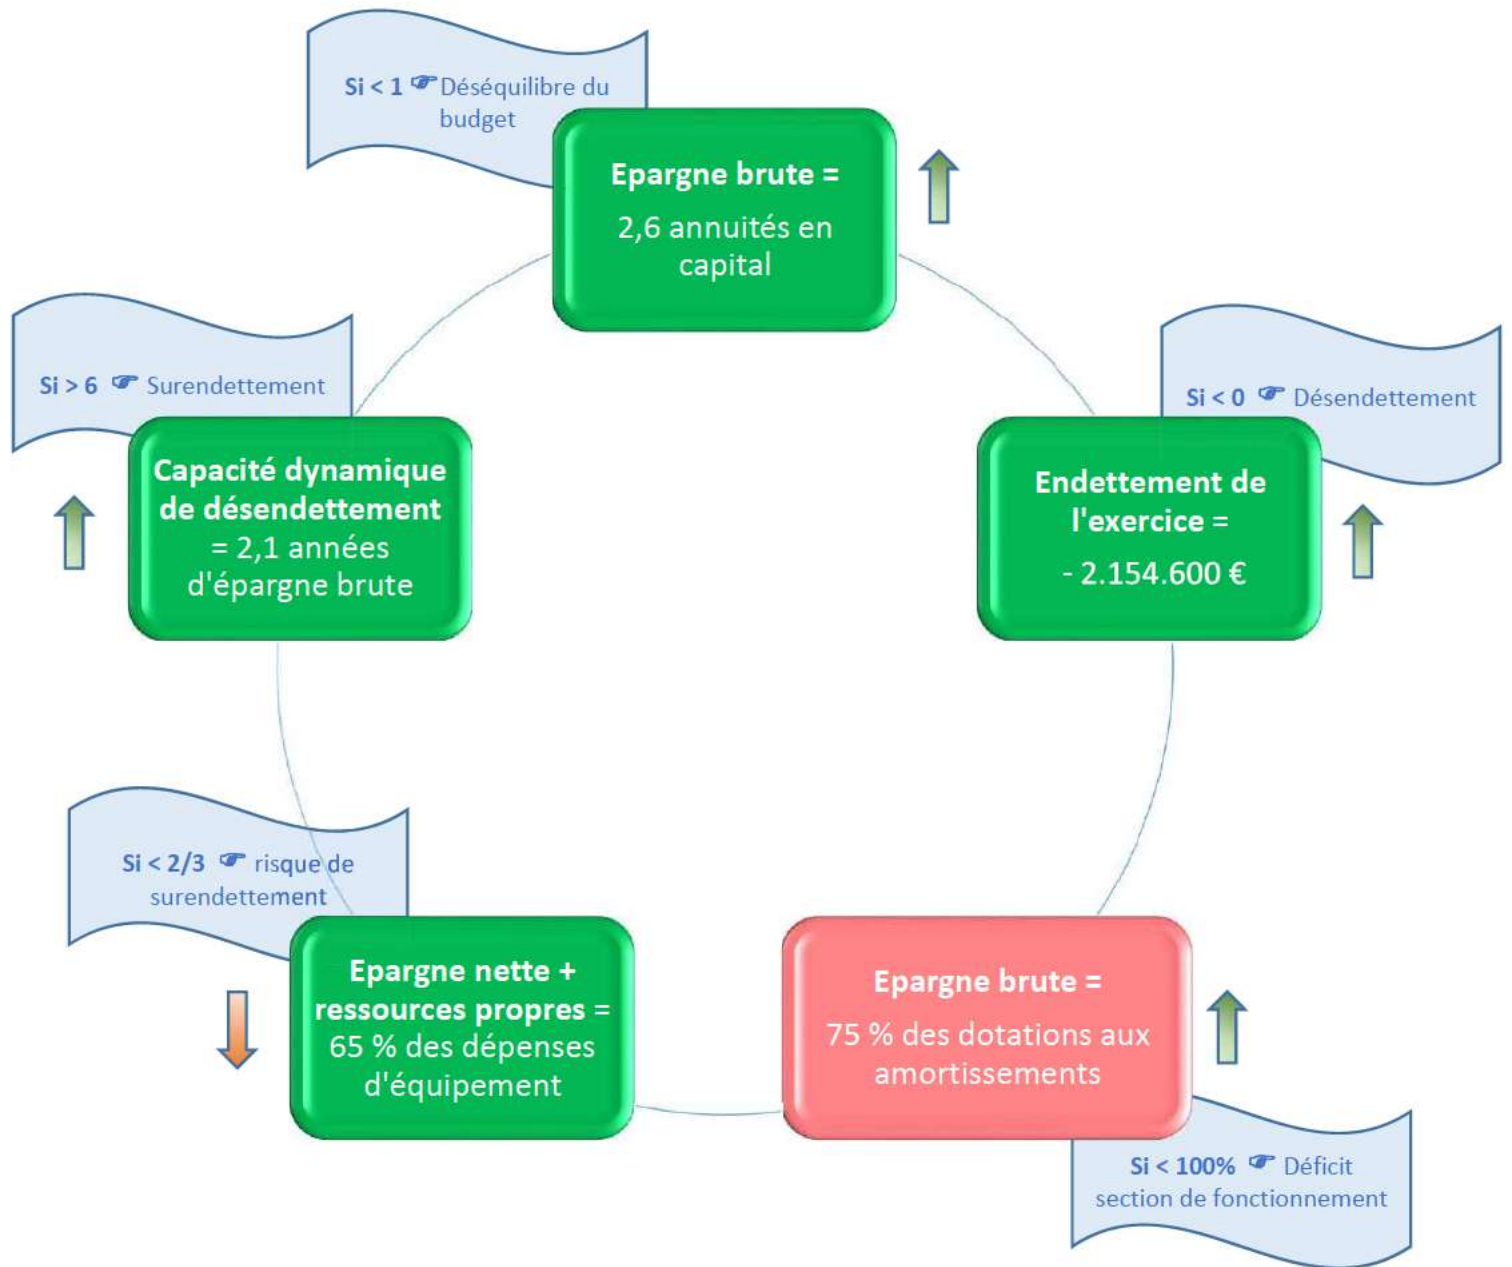 Si < 1 ☞ Déséquilibre du
budget
Epargne brute =
2,6 annuités en
capital
Si > 6 ☞ Surendettement
Capacité dynamique
de désendettement
= 2,1 années
d'épargne brute
Si < 0 ☞ Désendettement
Endettement de
l'exercice =
- 2.154.600 €
Si < 2/3 ☞ risque de
surendettement
Epargne nette +
ressources propres =
65 % des dépenses
d'équipement
Epargne brute =
75 % des dotations aux
amortissements
Si < 100% ☞ Déficit
section de fonctionnement